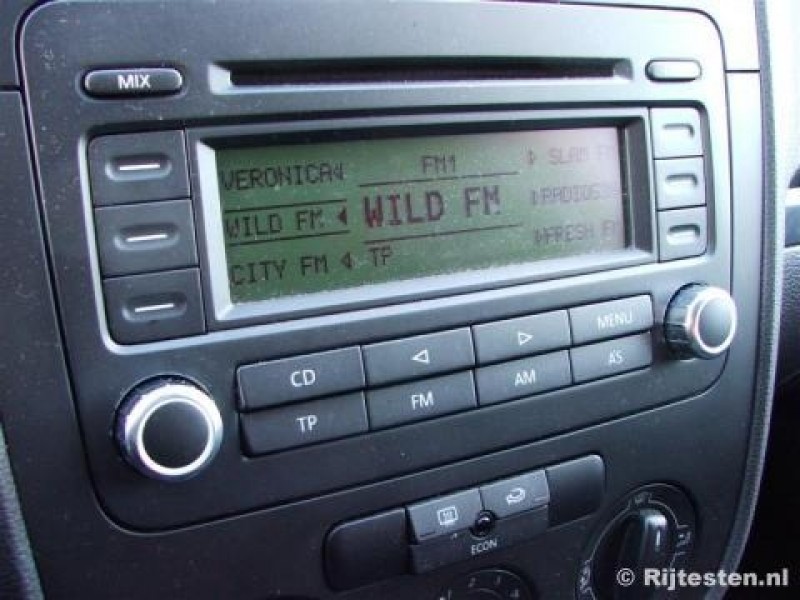 MIX
VERONICA
FM1
SLAM FM
WILD FM
WILD FM
CITY FM
TP
FRESH FM
CD
MENU
TP
FM
AM
AS
ECON
© Rijtesten.nl